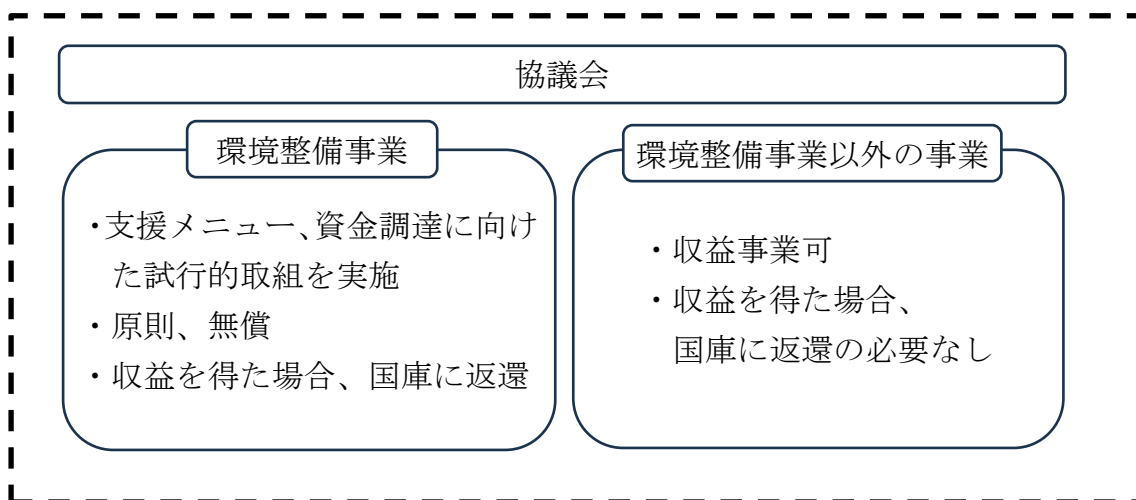 協議会
環境整備事業
・支援メニュー、資金調達に向け
た試行的取組を実施
・原則、無償
・収益を得た場合、国庫に返還
環境整備事業以外の事業
・収益事業可
・収益を得た場合、
国庫に返還の必要なし